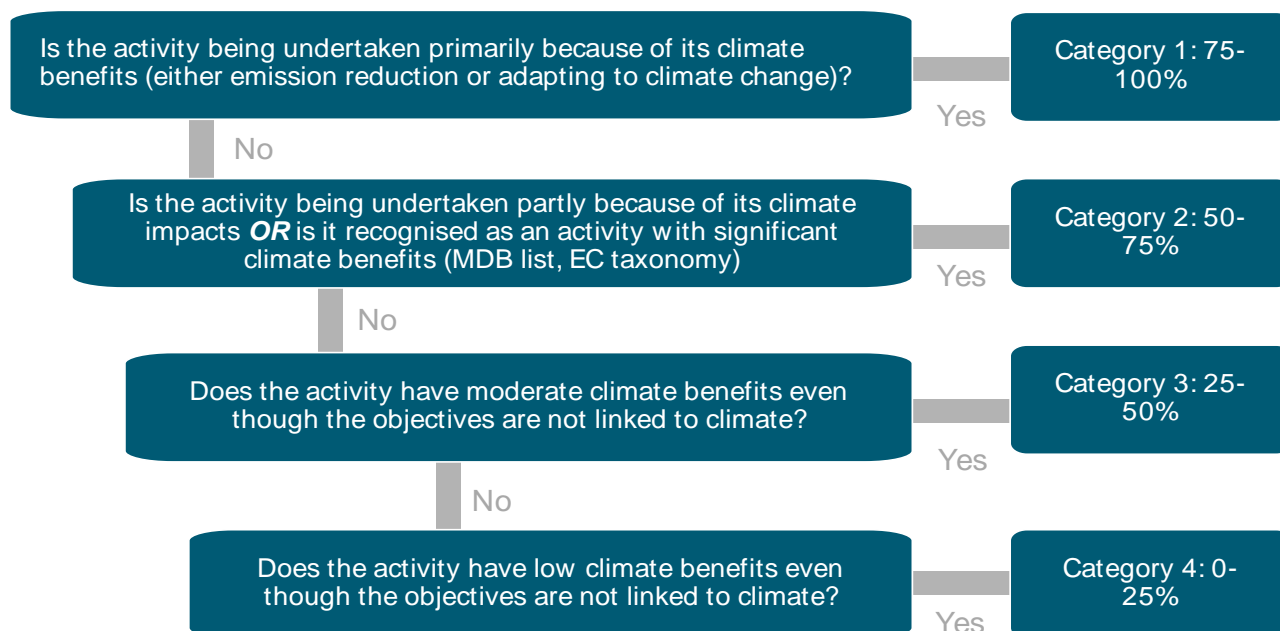 Is the activity being undertaken primarily because of its climate
benefits (either emission reduction or adapting to climate change)?
Yes
Category 1: 75-
100%
No
Is the activity being undertaken partly because of its climate
impacts OR is it recognised as an activity with significant
climate benefits (MDB list, EC taxonomy)
Yes
Category 2: 50-
75%
No
Does the activity have moderate climate benefits even
though the objectives are not linked to climate?
Yes
Category 3: 25-
50%
No
Does the activity have low climate benefits even
though the objectives are not linked to climate?
Yes
Category 4: 0-
25%